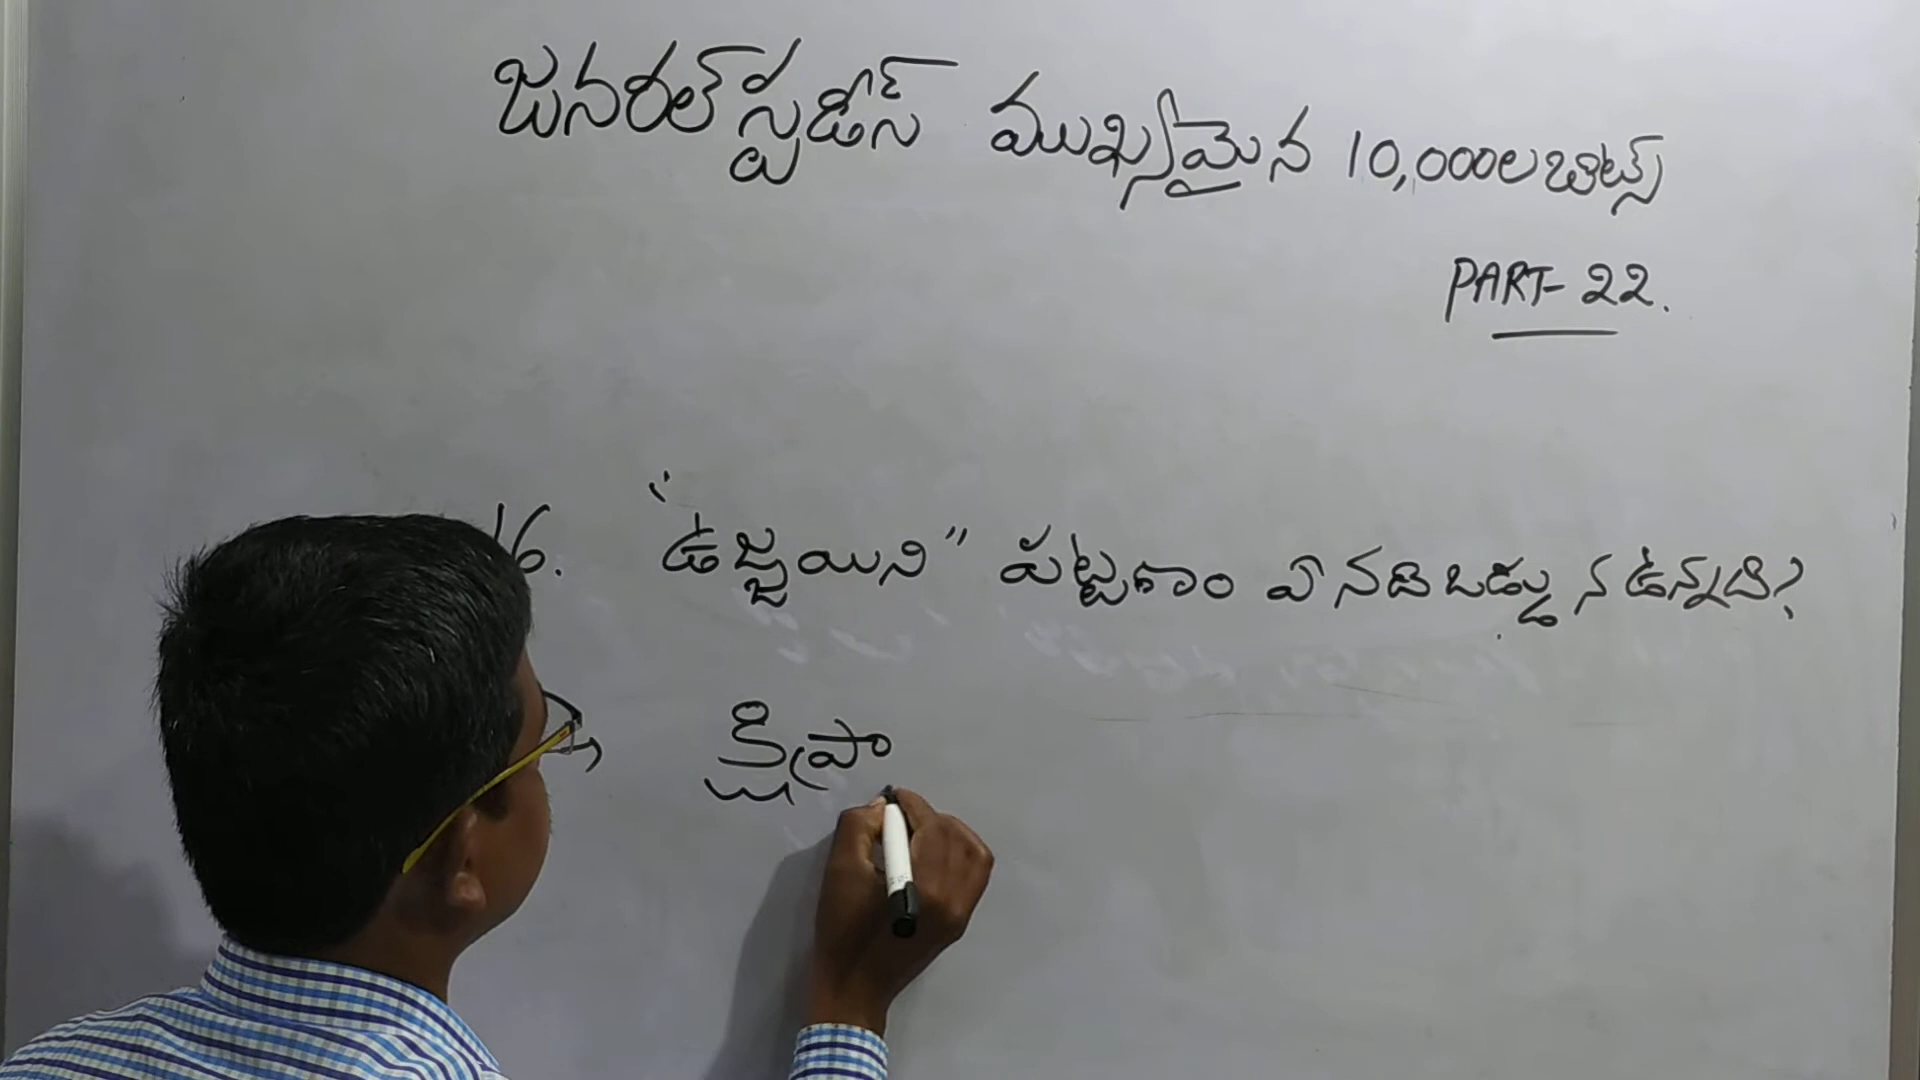 జనరల్ స్టడీస్ ముఖ్యమైన 10,000ల బిట్స్
PART- 22.
16. "ఉజ్జయిని" పట్టణం ఏ నది ఒడ్డున ఉన్నది?
క్షిప్రా